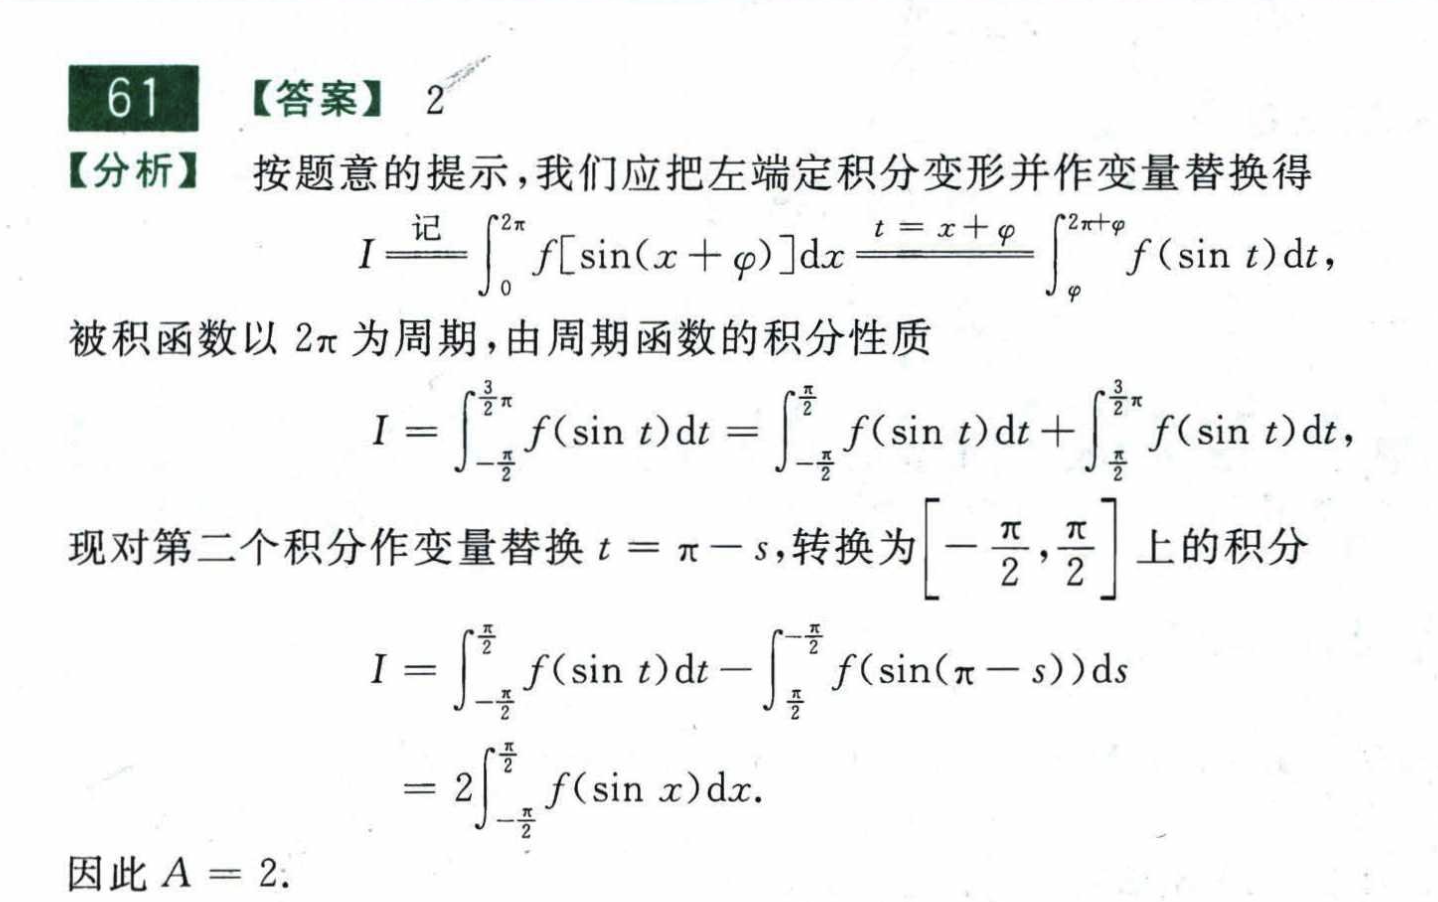 61 【答案】 2
【分析】 按题意的提示,我们应把左端定积分变形并作变量替换得
$I \xlongequal{记} \int_{0}^{2\pi} f[\sin(x+\varphi)]\mathrm{d}x \xlongequal{t=x+\varphi} \int_{\varphi}^{2\pi+\varphi} f(\sin t)\mathrm{d}t,$
被积函数以 2π 为周期,由周期函数的积分性质
$I = \int_{-\frac{\pi}{2}}^{\frac{3}{2}\pi} f(\sin t)\mathrm{d}t = \int_{-\frac{\pi}{2}}^{\frac{\pi}{2}} f(\sin t)\mathrm{d}t + \int_{\frac{\pi}{2}}^{\frac{3}{2}\pi} f(\sin t)\mathrm{d}t,$
现对第二个积分作变量替换 $t = \pi - s$,转换为$\left[-\frac{\pi}{2},\frac{\pi}{2}\right]$上的积分
$I = \int_{-\frac{\pi}{2}}^{\frac{\pi}{2}} f(\sin t)\mathrm{d}t - \int_{\frac{\pi}{2}}^{-\frac{\pi}{2}} f(\sin(\pi - s))\mathrm{d}s$
$= 2\int_{-\frac{\pi}{2}}^{\frac{\pi}{2}} f(\sin x)\mathrm{d}x.$
因此 A = 2.